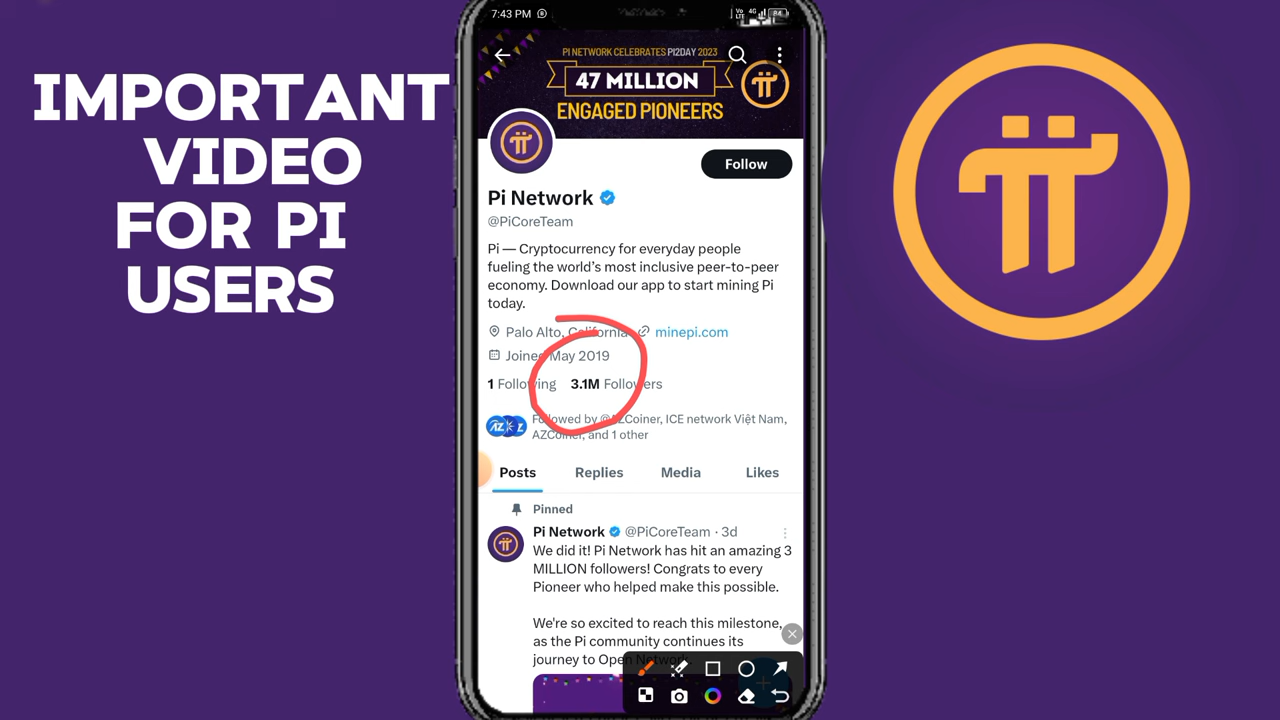 IMPORTANT
VIDEO
FOR PI
USERS
7:43 PM
Vo
LTE
4G
84
PI NETWORK CELEBRATES PI2DAY 2023
47 MILLION
ENGAGED PIONEERS
Follow
Pi Network
@PiCoreTeam
Pi — Cryptocurrency for everyday people
fueling the world's most inclusive peer-to-peer
economy. Download our app to start mining Pi
today.
Palo Alto, California minepi.com
Joined May 2019
1 Following 3.1M Followers
AZ
Followed by @AZCoiner, ICE network Việt Nam,
AZCoiner, and 1 other
Posts Replies Media Likes
Pinned
Pi Network @PiCoreTeam · 3d
We did it! Pi Network has hit an amazing 3
MILLION followers! Congrats to every
Pioneer who helped make this possible.
We're so excited to reach this milestone,
as the Pi community continues its
journey to Open Network.